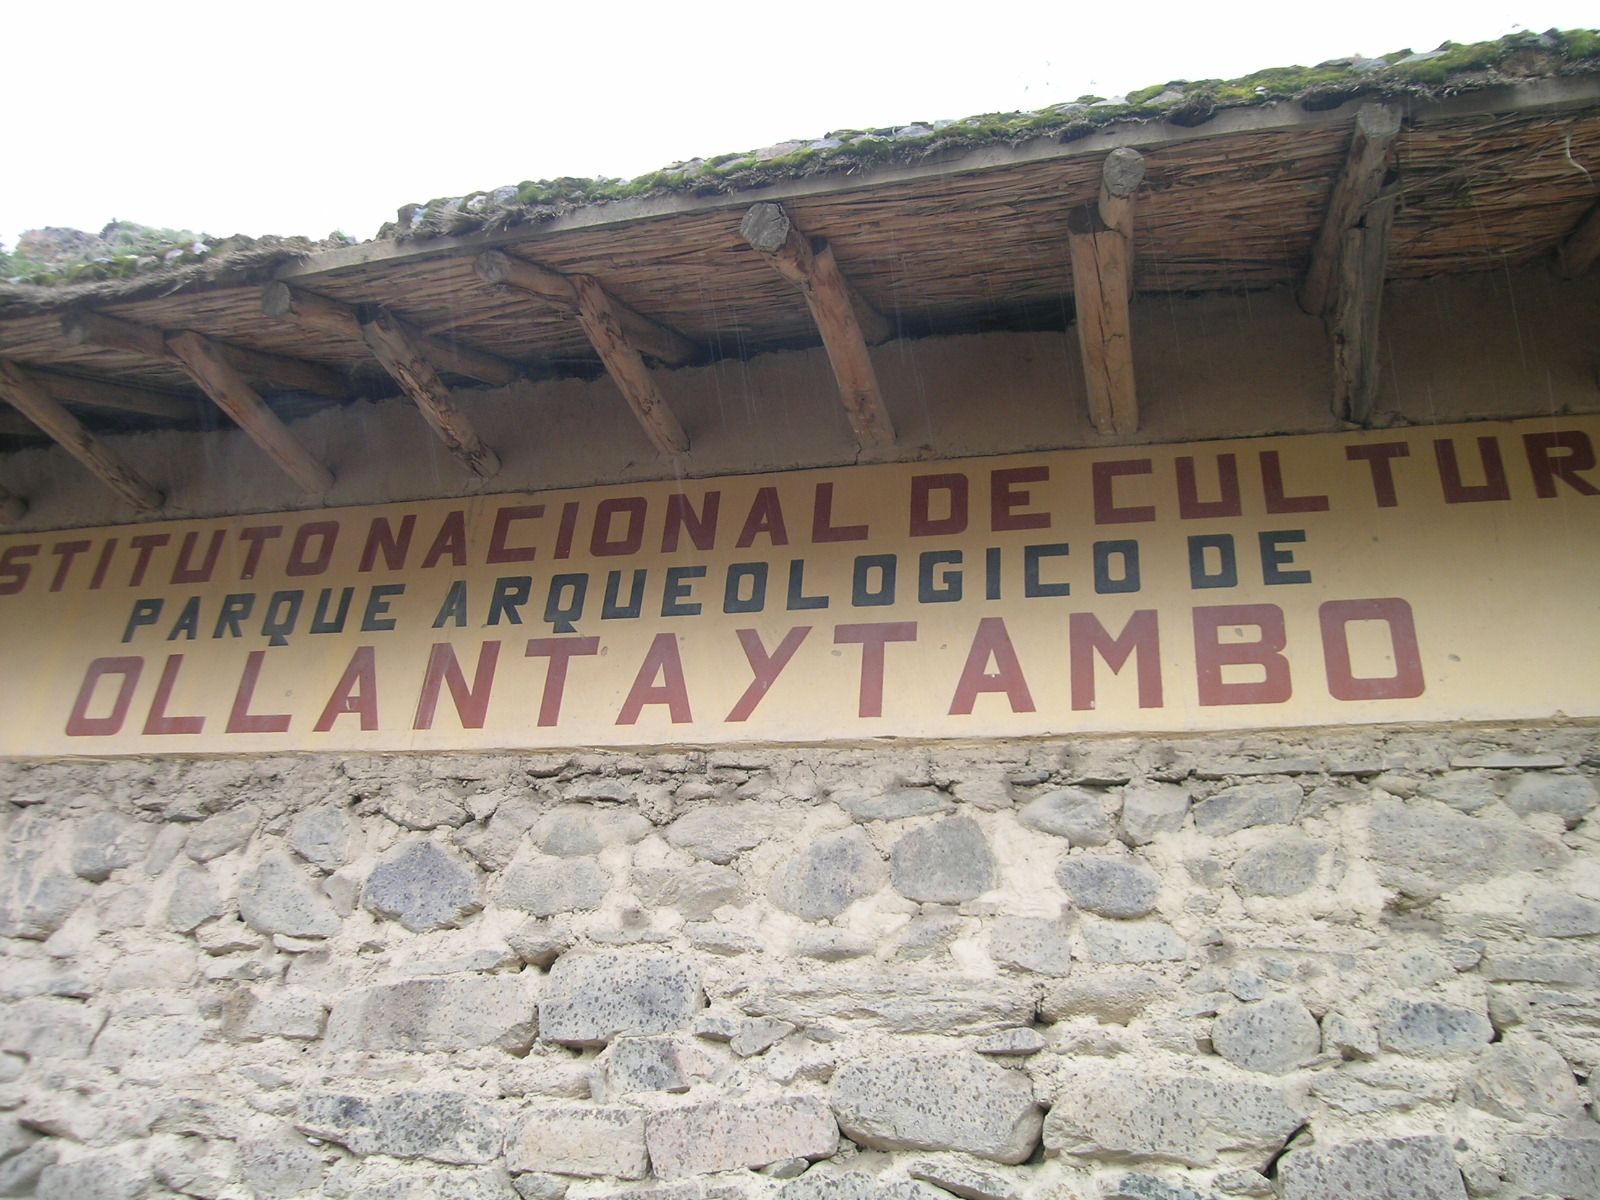 STITUTO NACIONAL DE CULTUR
PARQUE ARQUEOLOGICO DE
OLLANTAYTAMBO